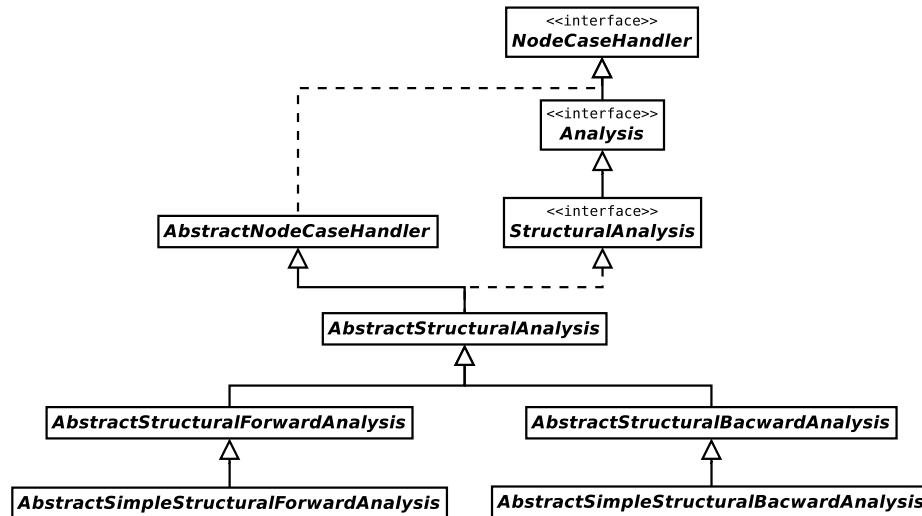 <<interface>>
NodeCaseHandler
<<interface>>
Analysis
<<interface>>
StructuralAnalysis
AbstractNodeCaseHandler
AbstractStructuralAnalysis
AbstractStructuralForwardAnalysis
AbstractStructuralBacwardAnalysis
AbstractSimpleStructuralForwardAnalysis
AbstractSimpleStructuralBacwardAnalysis